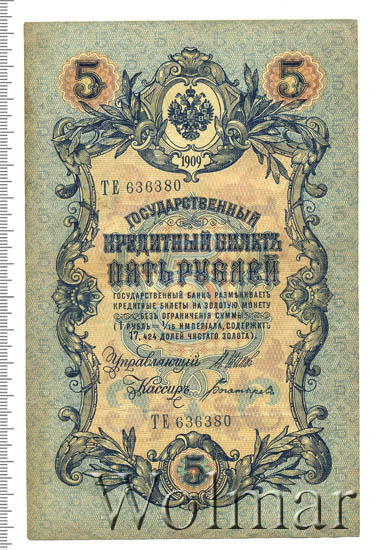 5 5
1909
ТЕ 636380
ГОСУДАРСТВЕННЫЙ
КРЕДИТНЫЙ БИЛЕТЪ
ПЯТЬ РУБЛЕЙ
ГОСУДАРСТВЕННЫЙ БАНКЪ РАЗМѢНИВАЕТЪ
КРЕДИТНЫЕ БИЛЕТЫ НА ЗОЛОТУЮ МОНЕТУ
БЕЗЪ ОГРАНИЧЕНІЯ СУММЫ
(1 РУБЛЬ = 1/15 ИМПЕРІАЛА, СОДЕРЖИТЪ
17,424 ДОЛЕЙ ЧИСТАГО ЗОЛОТА).
Управляющій
Кассиръ
ТЕ 636380
5
Wolmar